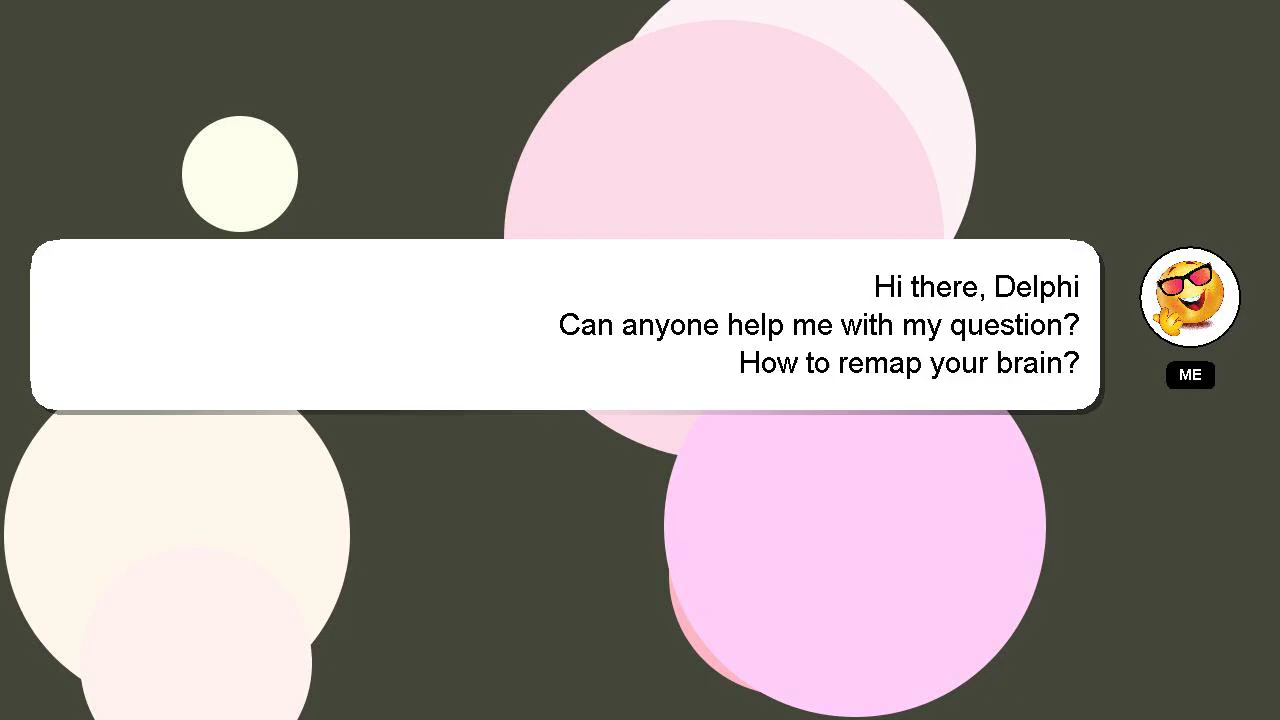 Hi there, Delphi
Can anyone help me with my question?
How to remap your brain?
ME